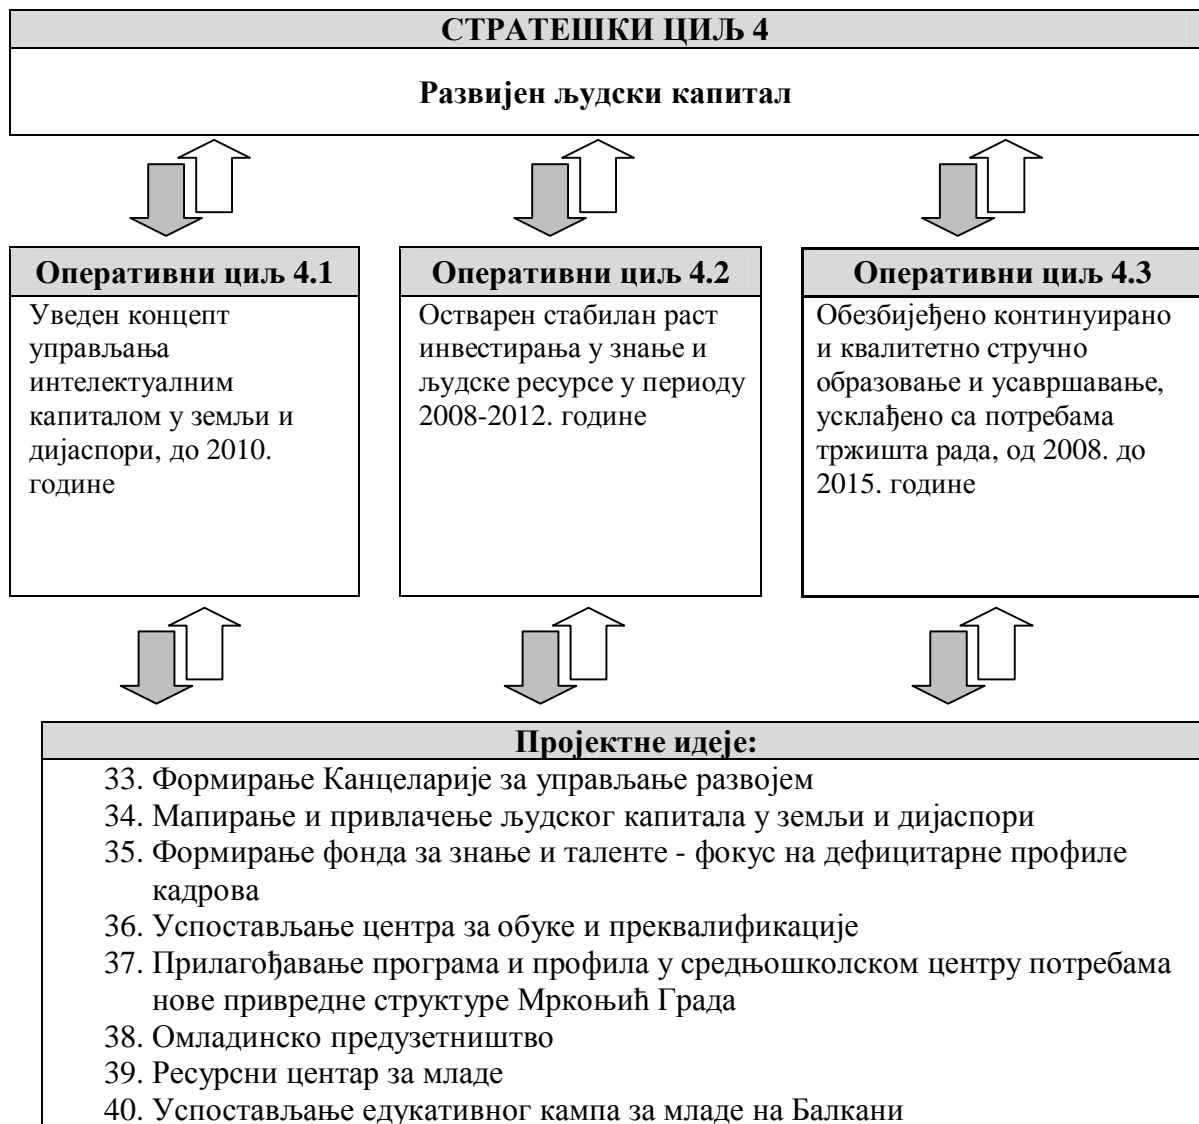 СТРАТЕШКИ ЦИЉ 4
Развијен људски капитал
Оперативни циљ 4.1
Уведен концепт
управљања
интелектуалним
капиталом у земљи и
дијаспори, до 2010.
године
Оперативни циљ 4.2
Остварен стабилан раст
инвестирања у знање и
људске ресурсе у периоду
2008-2012. године
Оперативни циљ 4.3
Обезбијеђено континуирано
и квалитетно стручно
образовање и усавршавање,
усклађено са потребама
тржишта рада, од 2008. до
2015. године
Пројектне идеје:
33. Формирање Канцеларије за управљање развојем
34. Мапирање и привлачење људског капитала у земљи и дијаспори
35. Формирање фонда за знање и таленте - фокус на дефицитарне профиле
кадрова
36. Успостављање центра за обуке и преквалификације
37. Прилагођавање програма и профила у средњошколском центру потребама
нове привредне структуре Мркоњић Града
38. Омладинско предузетништво
39. Ресурсни центар за младе
40. Успостављање едукативног кампа за младе на Балкани